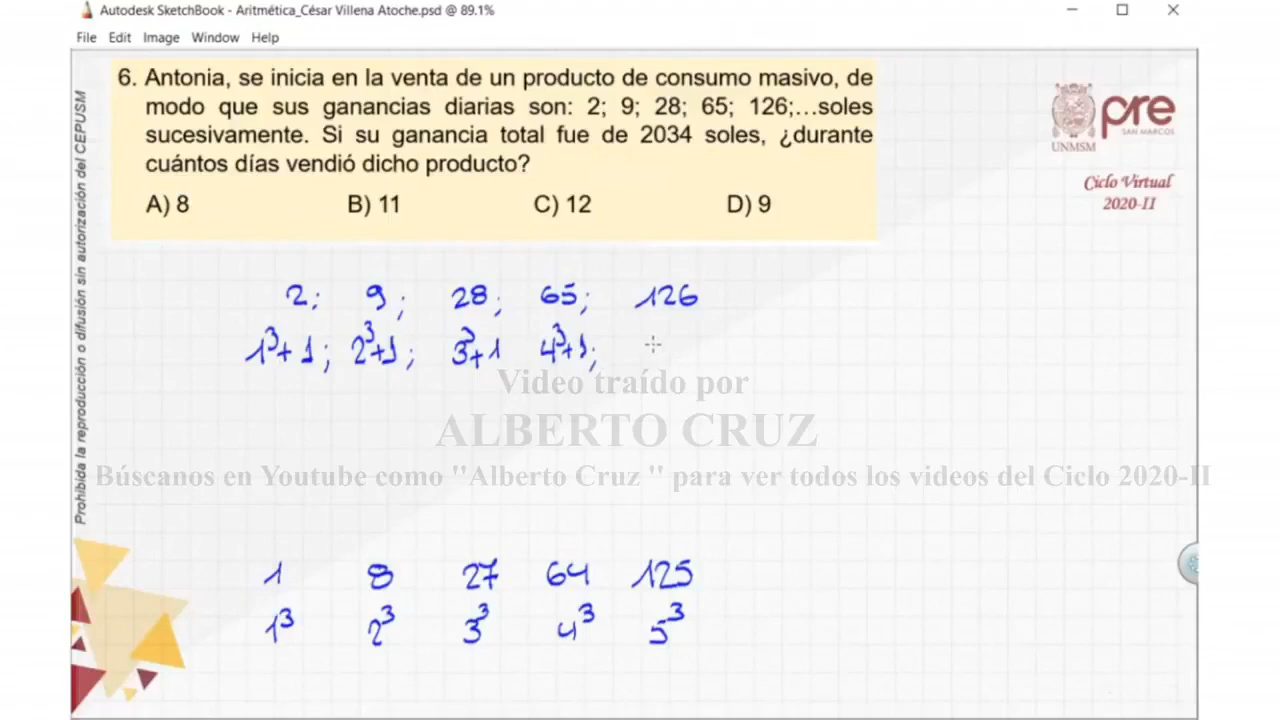 Autodesk SketchBook - Aritmética_César Villena Atoche.psd @ 89.1%
File Edit Image Window Help
6. Antonia, se inicia en la venta de un producto de consumo masivo, de
modo que sus ganancias diarias son: 2; 9; 28; 65; 126;...soles
sucesivamente. Si su ganancia total fue de 2034 soles, ¿durante
cuántos días vendió dicho producto?
A) 8 B) 11 C) 12 D) 9
pre
SAN MARCOS
UNMSM
Ciclo Virtual
2020-II
Prohibida la reproducción o difusión sin autorización del CEPUSM
2; 9; 28; 65; 126
1³+1; 2³+1; 3³+1 4³+1;
Video traído por
ALBERTO CRUZ
Búscanos en Youtube como "Alberto Cruz " para ver todos los videos del Ciclo 2020-II
1 8 27 64 125
1³ 2³ 3³ 4³ 5³